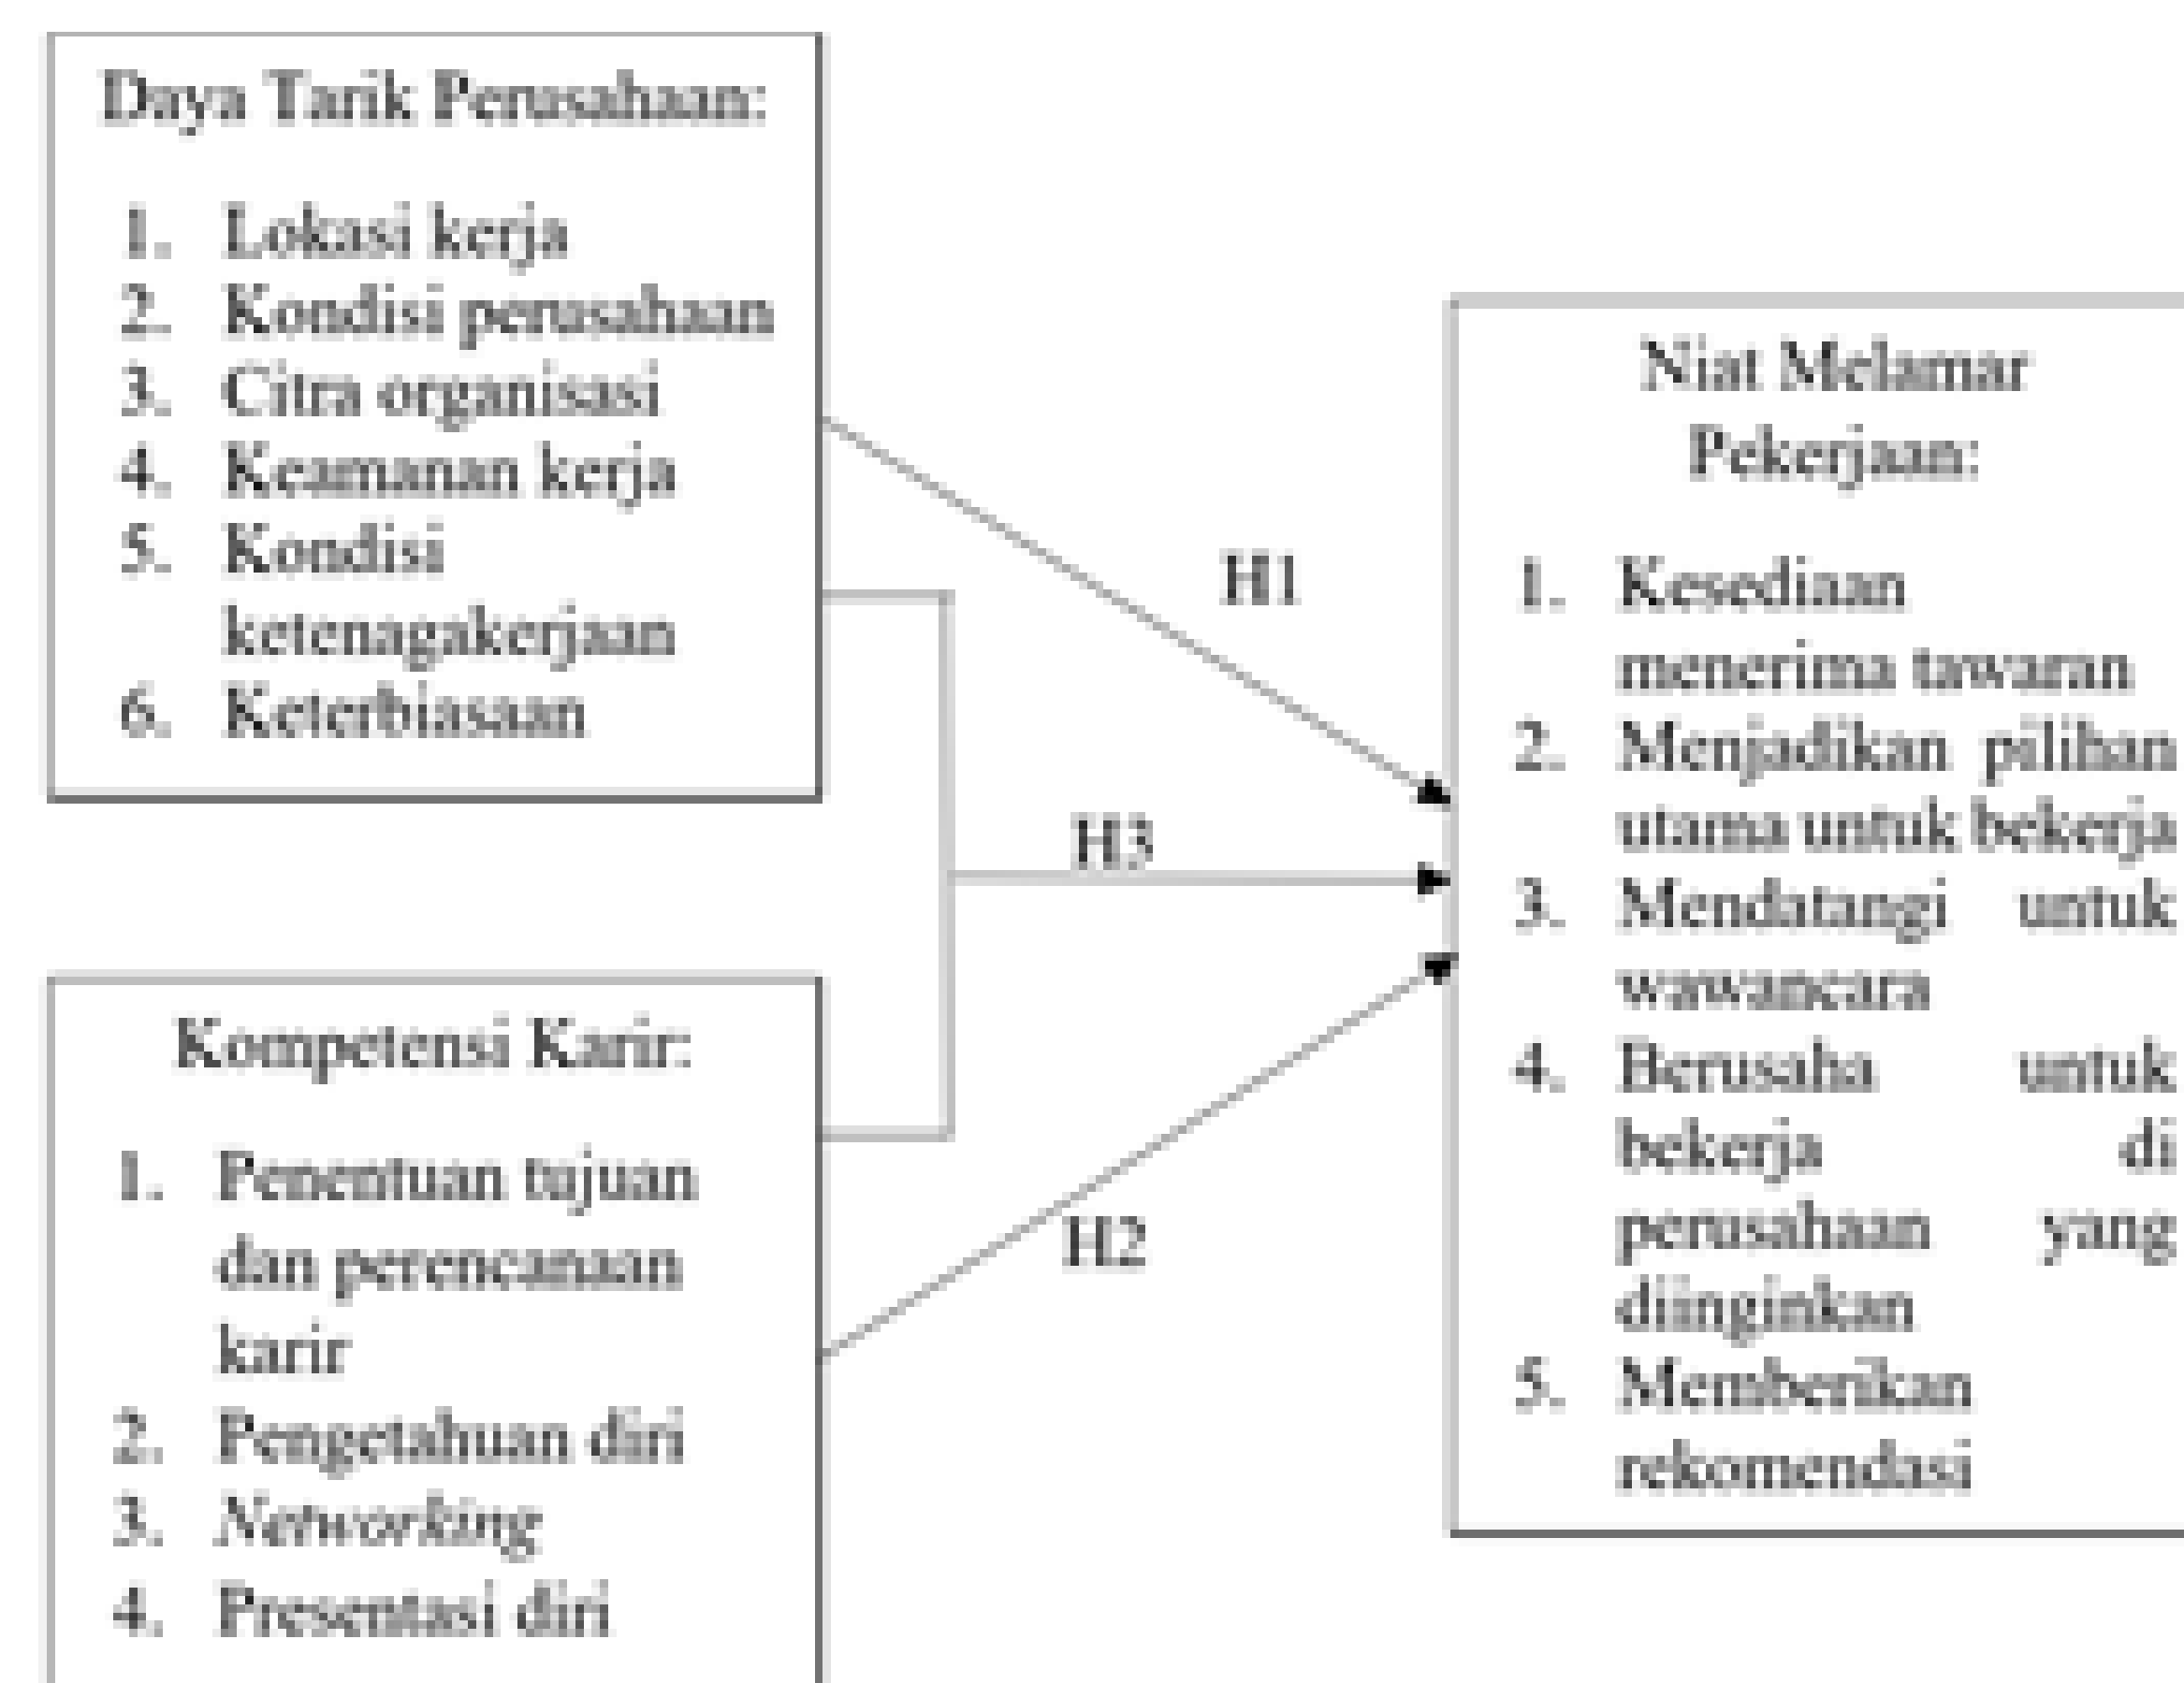 Daya Tarik Perusahaan:
1. Lokasi kerja
2. Kondisi perusahaan
3. Citra organisasi
4. Keamanan kerja
5. Kondisi
ketenagakerjaan
6. Keterbiasaan
H1
H3
H2
Kompetensi Karir:
1. Penentuan tujuan
dan perencanaan
karir
2. Pengetahuan diri
3. Networking
4. Presentasi diri
Niat Melamar
Pekerjaan:
1. Kesediaan
menerima tawaran
2. Menjadikan pilihan
utama untuk bekerja
3. Mendatangi untuk
wawancara
4. Berusaha untuk
bekerja di
perusahaan yang
diinginkan
5. Memberikan
rekomendasi